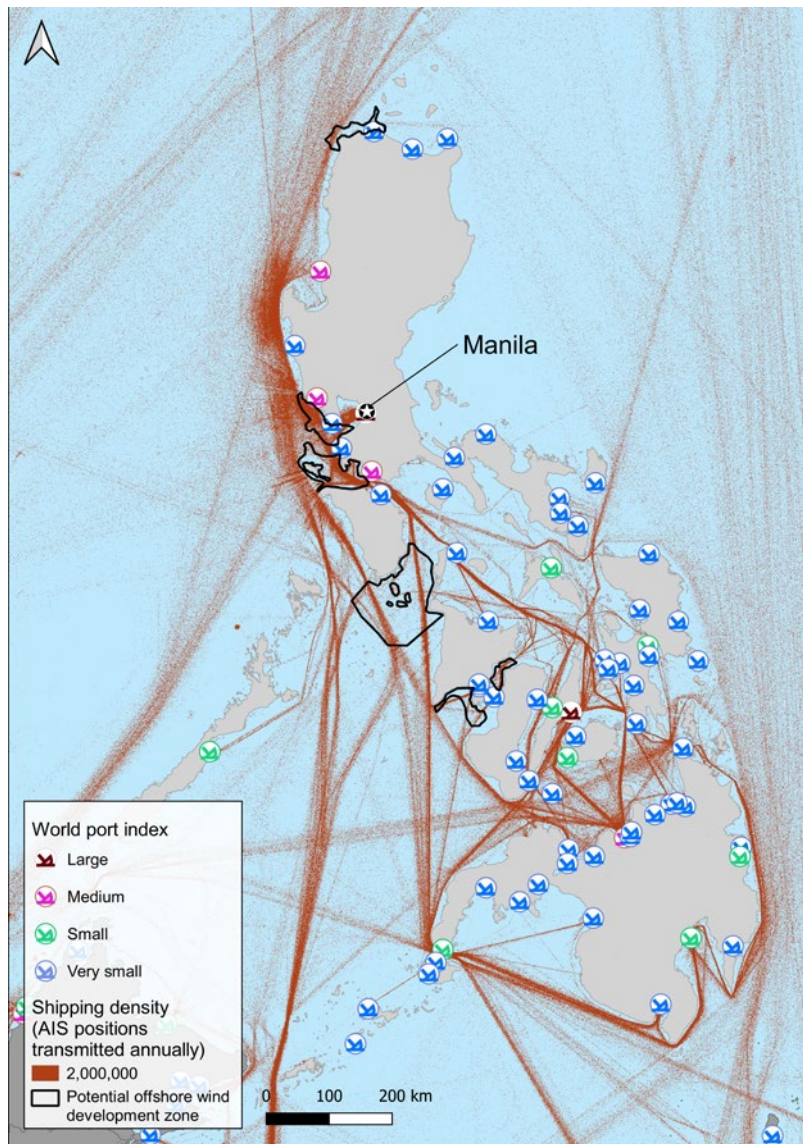 Manila
World port index
Large
Medium
Small
Very small
Shipping density
(AIS positions
transmitted annually)
2,000,000
Potential offshore wind
development zone
0 100 200 km